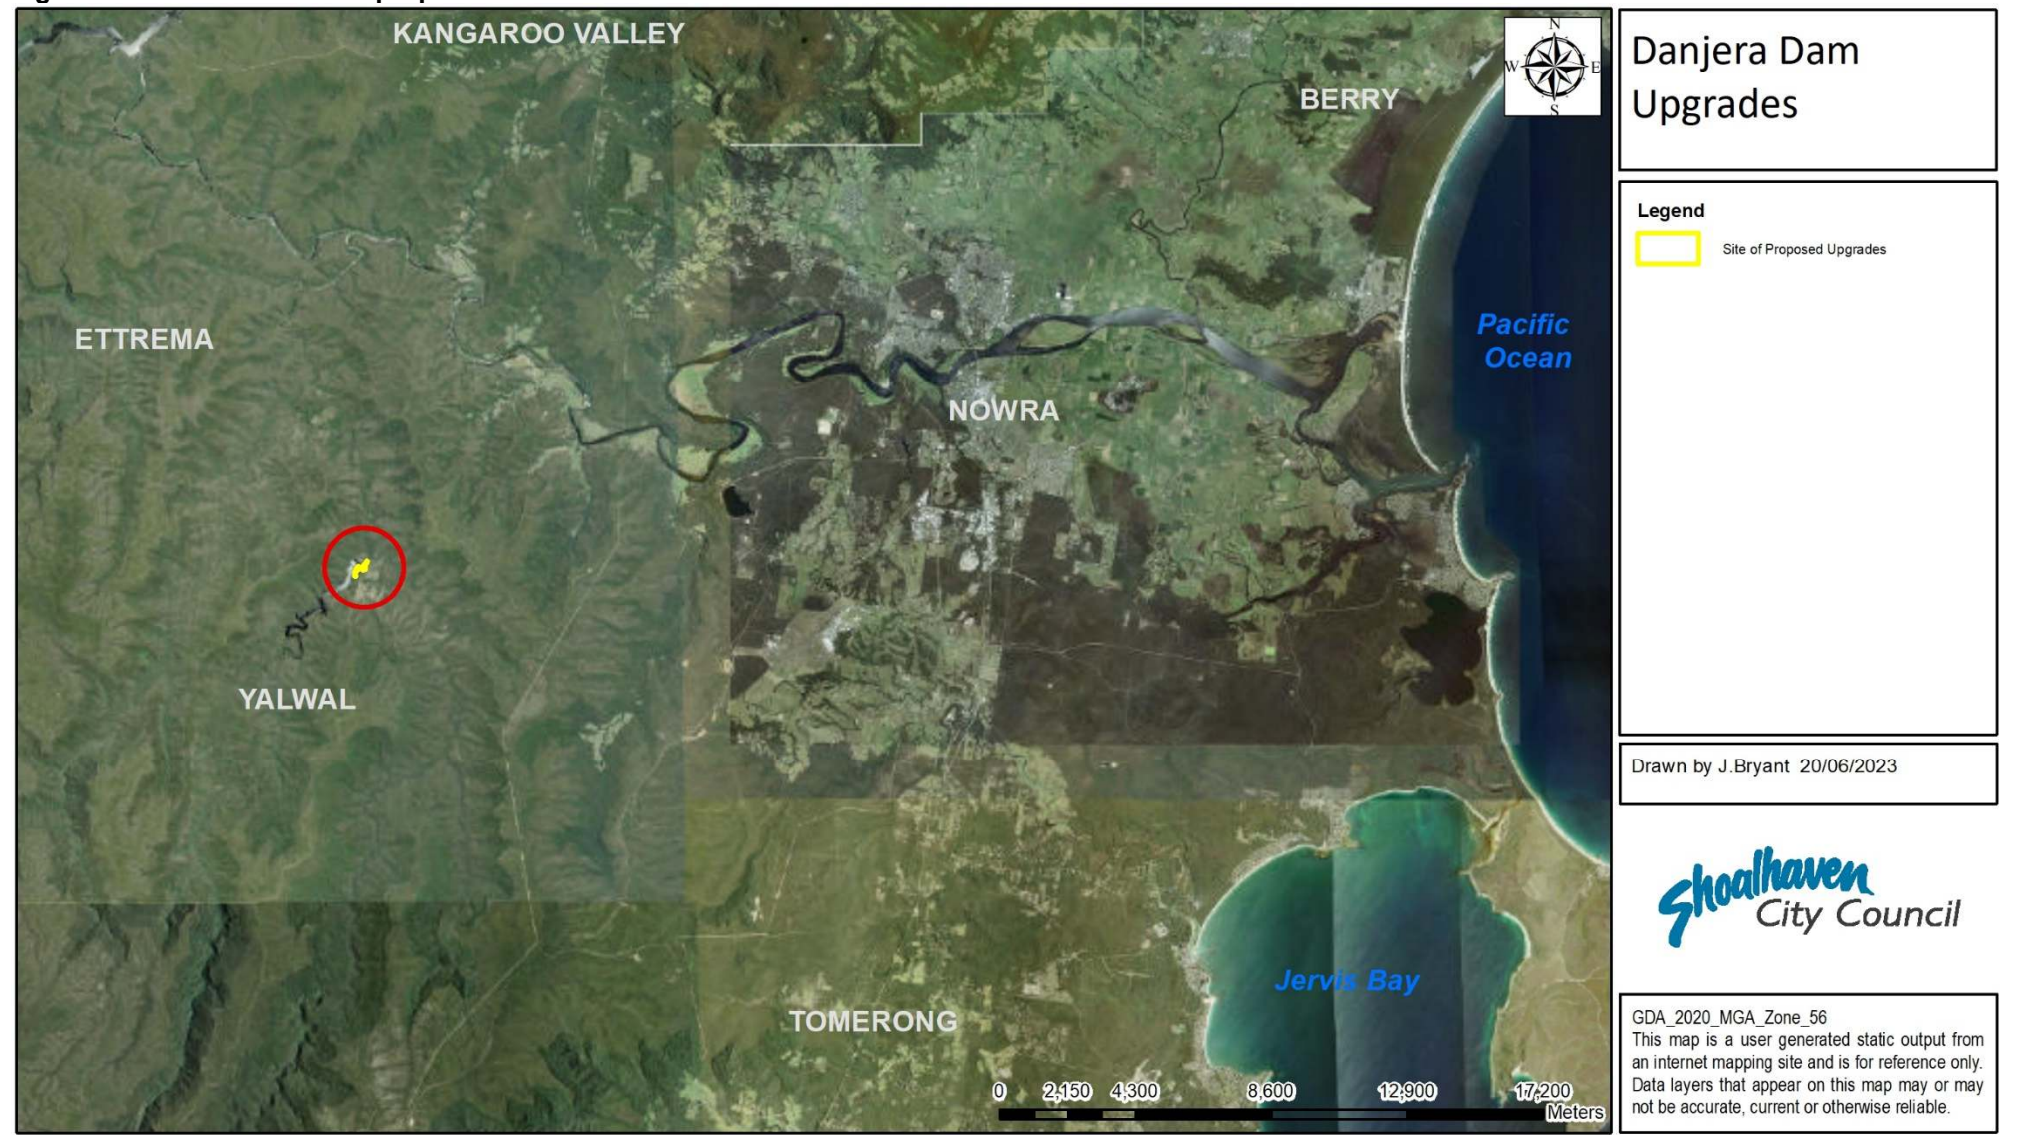 KANGAROO VALLEY
BERRY
N
W
E
S
ETTREMA
Pacific
Ocean
NOWRA
YALWAL
Jervis Bay
TOMERONG
0 2,150 4,300 8,600 12,900 17,200
Meters
Danjera Dam
Upgrades
Legend
Site of Proposed Upgrades
Drawn by J.Bryant 20/06/2023
Shoalhaven
City Council
GDA_2020_MGA_Zone_56
This map is a user generated static output from
an internet mapping site and is for reference only.
Data layers that appear on this map may or may
not be accurate, current or otherwise reliable.